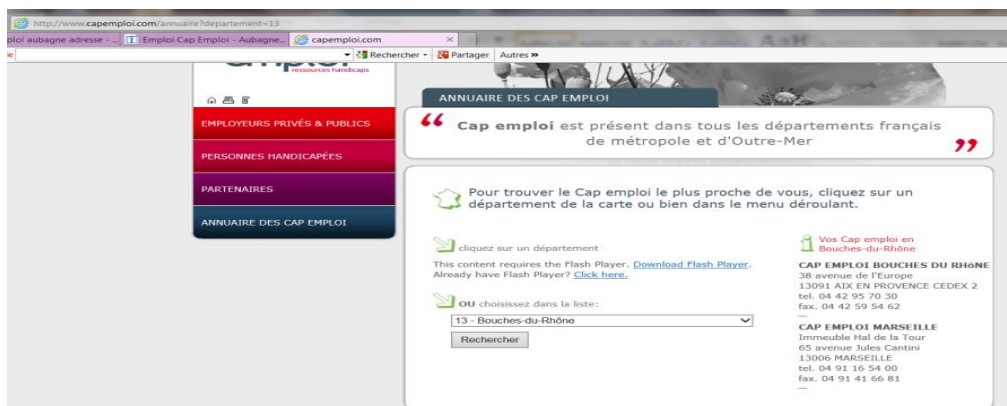 http://www.capemploi.com/annuaire?departement=13
ploi aubagne adresse - ...
Emploi Cap Emploi - Aubagne...
capemploi.com
Rechercher
Partager
Autres »
emploi
ressources handicaps
EMPLOYEURS PRIVÉS & PUBLICS
PERSONNES HANDICAPÉES
PARTENAIRES
ANNUAIRE DES CAP EMPLOI
ANNUAIRE DES CAP EMPLOI
“ Cap emploi est présent dans tous les départements français
de métropole et d'Outre-Mer ”
Pour trouver le Cap emploi le plus proche de vous, cliquez sur un
département de la carte ou bien dans le menu déroulant.
cliquez sur un département
This content requires the Flash Player. Download Flash Player.
Already have Flash Player? Click here.
OU choisissez dans la liste:
13 - Bouches-du-Rhône
Rechercher
Vos Cap emploi en
Bouches-du-Rhône
CAP EMPLOI BOUCHES DU RHôNE
38 avenue de l'Europe
13091 AIX EN PROVENCE CEDEX 2
tel. 04 42 95 70 30
fax. 04 42 59 54 62
—
CAP EMPLOI MARSEILLE
Immeuble Hal de la Tour
65 avenue Jules Cantini
13006 MARSEILLE
tel. 04 91 16 54 00
fax. 04 91 41 66 81
—